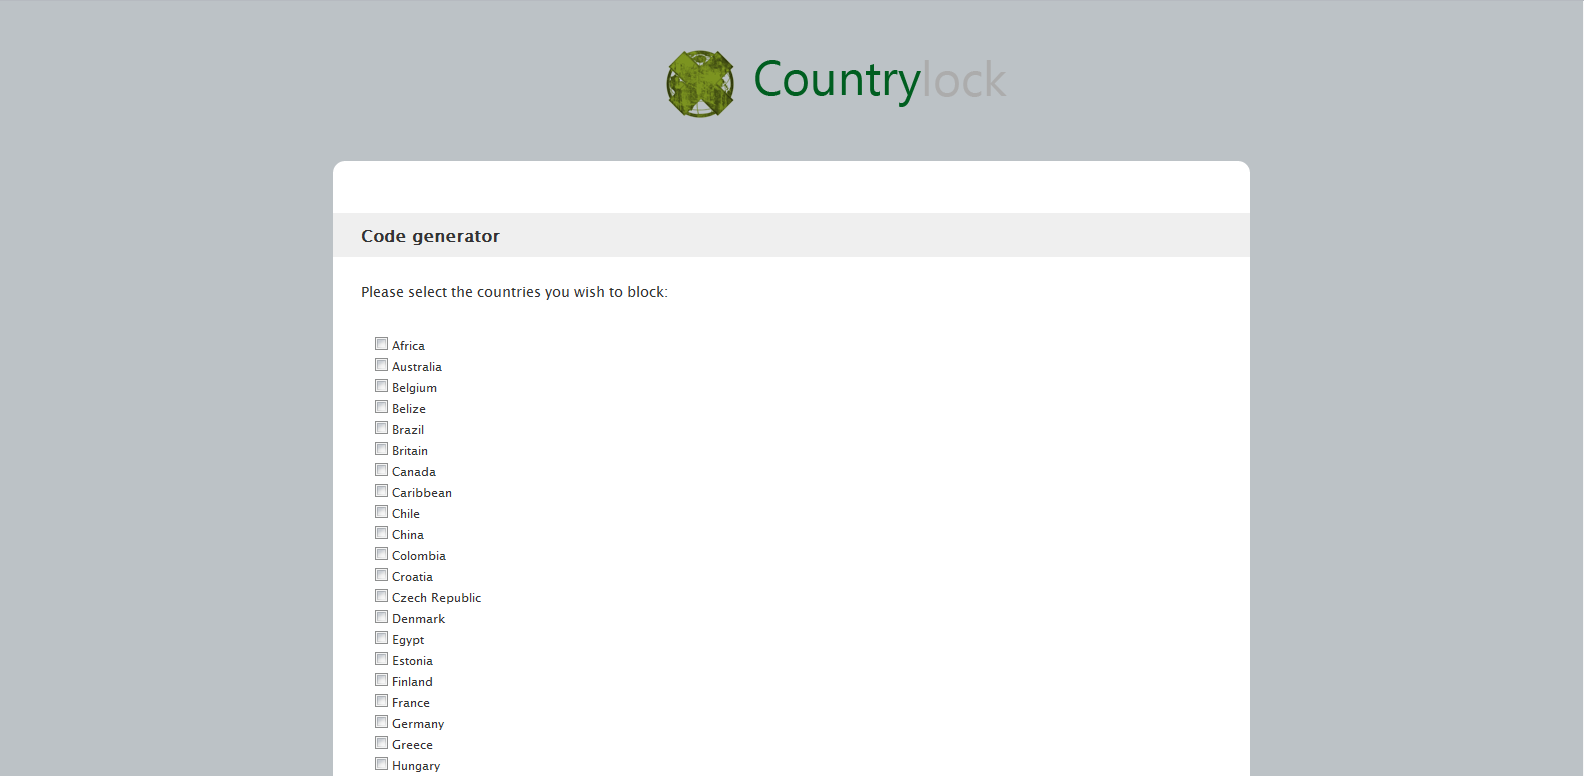 Countrylock
Code generator
Please select the countries you wish to block:
Africa
Australia
Belgium
Belize
Brazil
Britain
Canada
Caribbean
Chile
China
Colombia
Croatia
Czech Republic
Denmark
Egypt
Estonia
Finland
France
Germany
Greece
Hungary